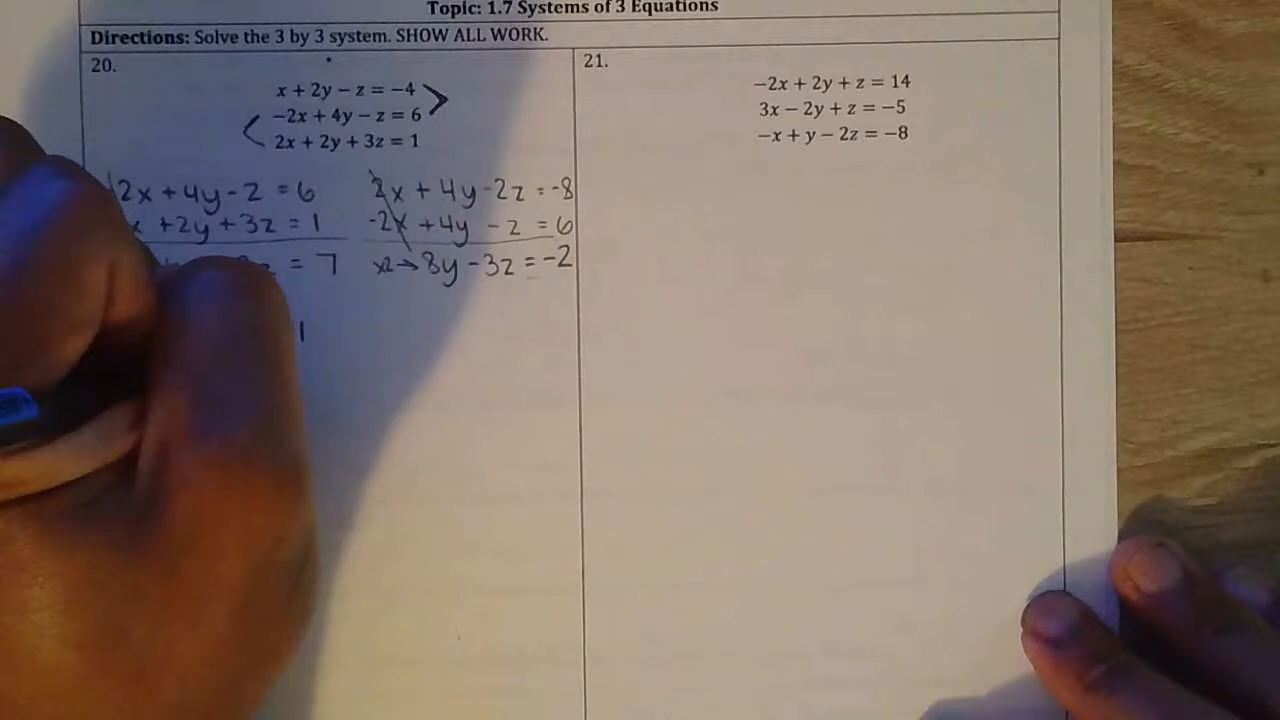 Topic: 1.7 Systems of 3 Equations
Directions: Solve the 3 by 3 system. SHOW ALL WORK.
20.
x + 2y − z = −4
−2x + 4y − z = 6
2x + 2y + 3z = 1
2x + 4y - z = 6
x + 2y + 3z = 1
= 7
2x + 4y - 2z = -8
-2x + 4y - z = 6
x2 → 8y - 3z = -2
21.
−2x + 2y + z = 14
3x − 2y + z = −5
−x + y − 2z = −8